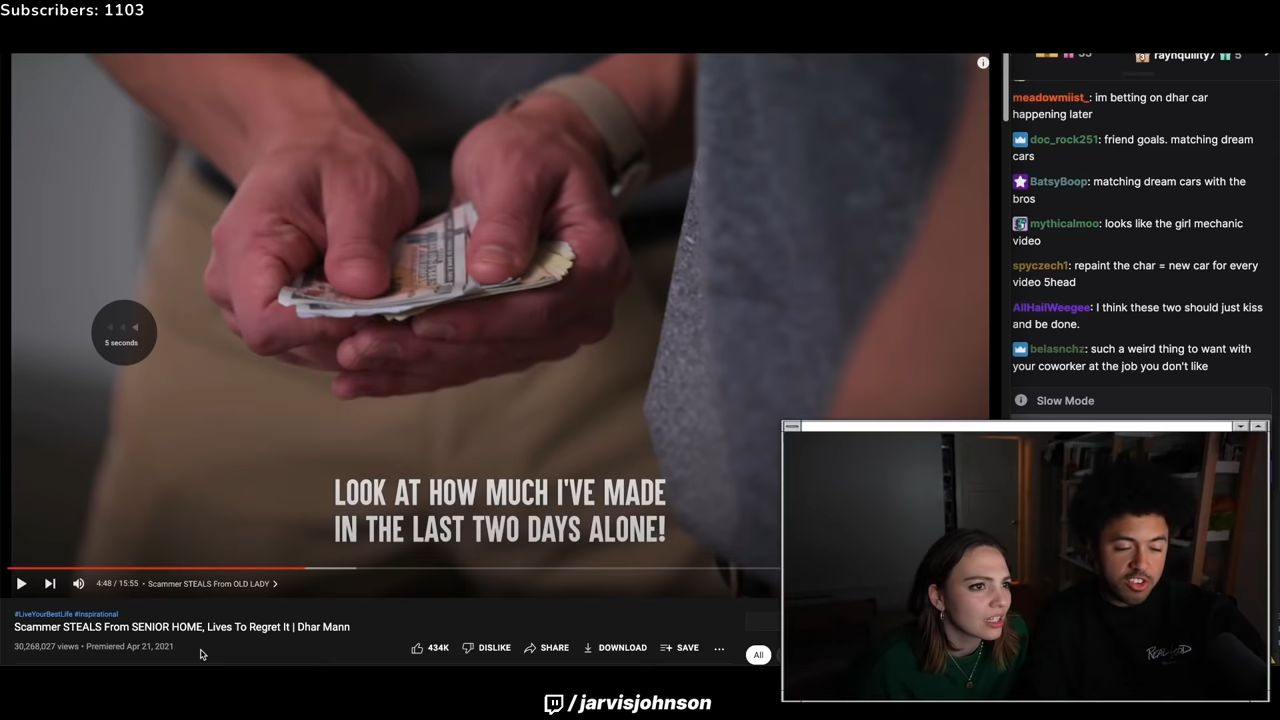 Subscribers: 1103
raynquility7 5
meadowmiist_: im betting on dhar car
happening later
doc_rock251: friend goals. matching dream
cars
BatsyBoop: matching dream cars with the
bros
mythicalmoo: looks like the girl mechanic
video
spyczech1: repaint the char = new car for every
video 5head
AllHailWeegee: I think these two should just kiss
and be done.
belasnchz: such a weird thing to want with
your coworker at the job you don't like
Slow Mode
5 seconds
LOOK AT HOW MUCH I'VE MADE
IN THE LAST TWO DAYS ALONE!
4:48 / 15:55 • Scammer STEALS From OLD LADY
#LiveYourBestLife #Inspirational
Scammer STEALS From SENIOR HOME, Lives To Regret It | Dhar Mann
30,268,027 views • Premiered Apr 21, 2021
434K DISLIKE SHARE DOWNLOAD SAVE
All
/jarvisjohnson